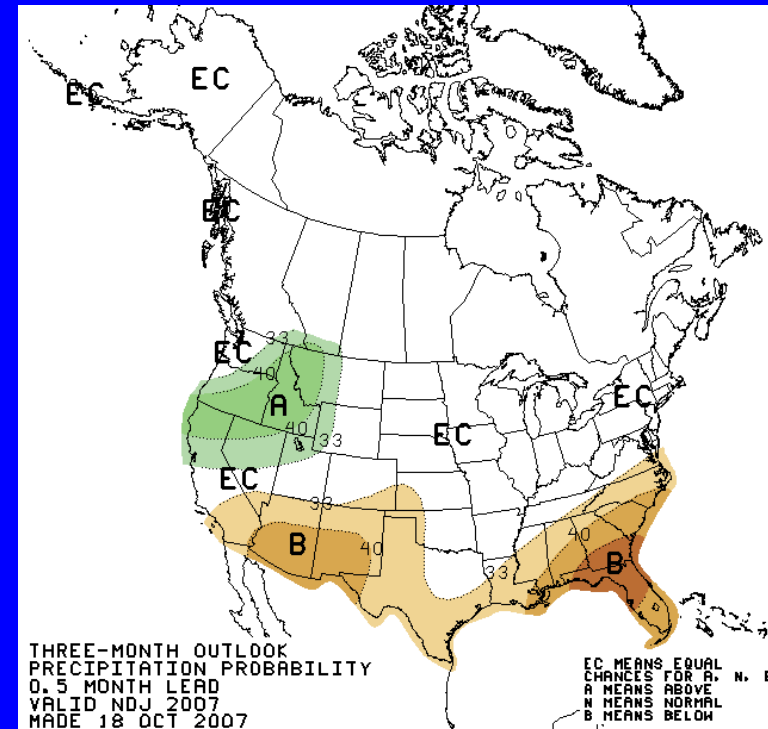 EC
EC
EC
33
EC
40
A
EC
40
33
EC
EC
33
B
40
40
B
33
THREE-MONTH OUTLOOK
PRECIPITATION PROBABILITY
0.5 MONTH LEAD
VALID NDJ 2007
MADE 18 OCT 2007
EC MEANS EQUAL
CHANCES FOR A, N,
A MEANS ABOVE
N MEANS NORMAL
B MEANS BELOW